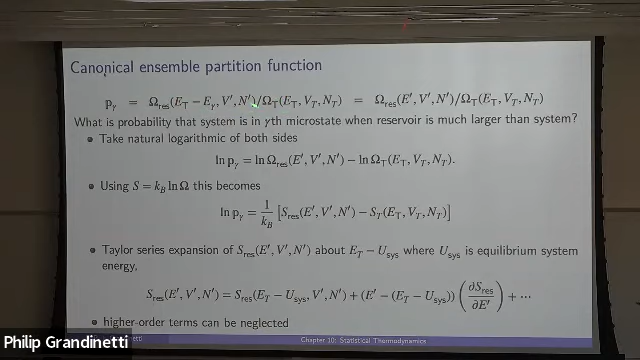 Canonical ensemble partition function
p_γ = Ω_res(E_T − E_γ, V′, N′)/Ω_T(E_T, V_T, N_T) = Ω_res(E′, V′, N′)/Ω_T(E_T, V_T, N_T)
What is probability that system is in γth microstate when reservoir is much larger than system?
• Take natural logarithmic of both sides
ln p_γ = ln Ω_res(E′, V′, N′) − ln Ω_T(E_T, V_T, N_T).
• Using S = k_B ln Ω this becomes
ln p_γ = 1/k_B [S_res(E′, V′, N′) − S_T(E_T, V_T, N_T)]
• Taylor series expansion of S_res(E′, V′, N′) about E_T − U_sys where U_sys is equilibrium system
energy,
S_res(E′, V′, N′) = S_res(E_T − U_sys, V′, N′) + (E′ − (E_T − U_sys)) (∂S_res/∂E′) + ⋯
• higher-order terms can be neglected
Philip Grandinetti
Chapter 10: Statistical Thermodynamics